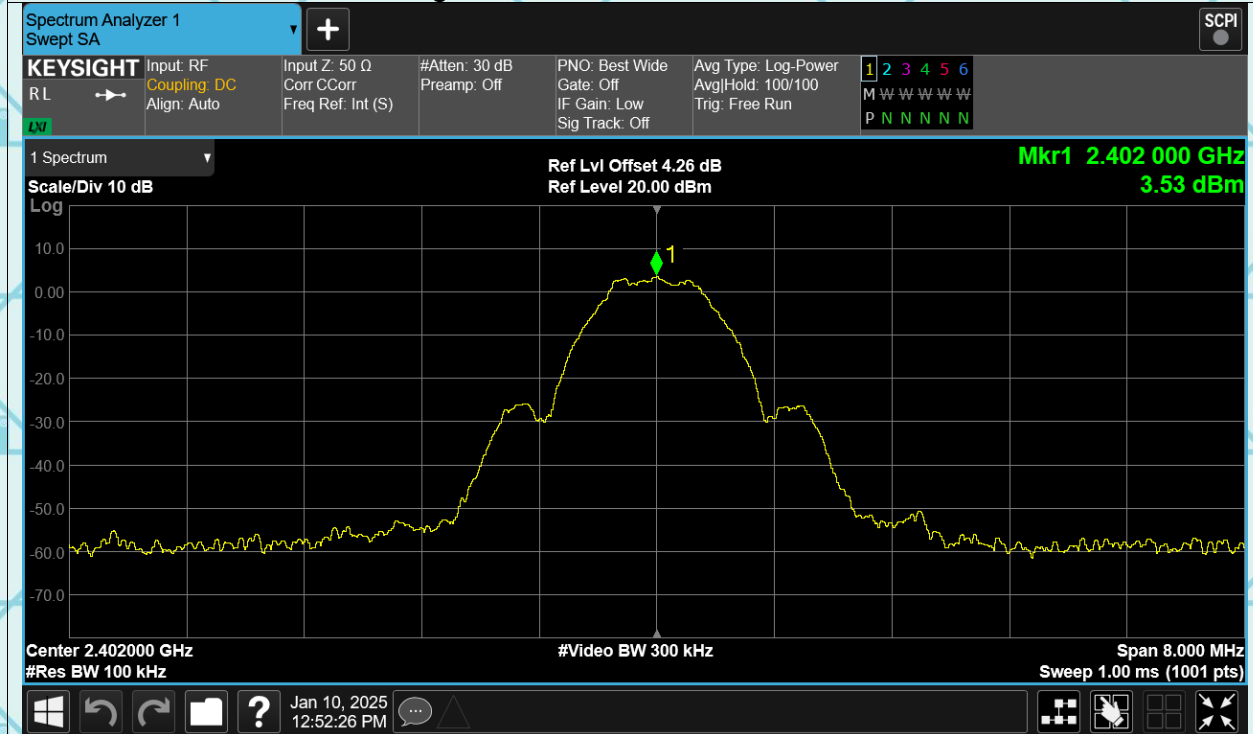 Spectrum Analyzer 1
Swept SA
+
SCPI
KEYSIGHT
R L
LXI
Input: RF
Coupling: DC
Align: Auto
Input Z: 50 Ω
Corr CCorr
Freq Ref: Int (S)
#Atten: 30 dB
Preamp: Off
PNO: Best Wide
Gate: Off
IF Gain: Low
Sig Track: Off
Avg Type: Log-Power
Avg|Hold: 100/100
Trig: Free Run
1 2 3 4 5 6
M W W W W W
P N N N N N
1 Spectrum
Scale/Div 10 dB
Log
Ref Lvl Offset 4.26 dB
Ref Level 20.00 dBm
Mkr1 2.402 000 GHz
3.53 dBm
1
10.0
0.00
-10.0
-20.0
-30.0
-40.0
-50.0
-60.0
-70.0
Center 2.402000 GHz
#Res BW 100 kHz
#Video BW 300 kHz
Span 8.000 MHz
Sweep 1.00 ms (1001 pts)
?
Jan 10, 2025
12:52:26 PM